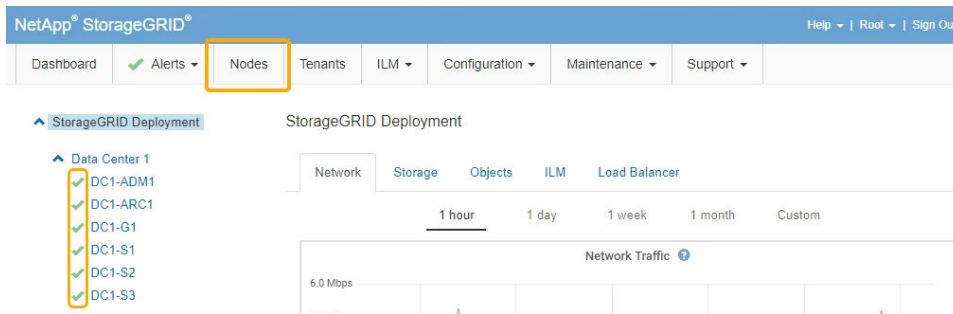 NetApp® StorageGRID®
Help | Root | Sign Ou
Dashboard Alerts Nodes Tenants ILM Configuration Maintenance Support
StorageGRID Deployment
StorageGRID Deployment
Data Center 1
Network Storage Objects ILM Load Balancer
DC1-ADM1
DC1-ARC1
1 hour 1 day 1 week 1 month Custom
DC1-G1
DC1-S1
Network Traffic ?
DC1-S2
6.0 Mbps
DC1-S3